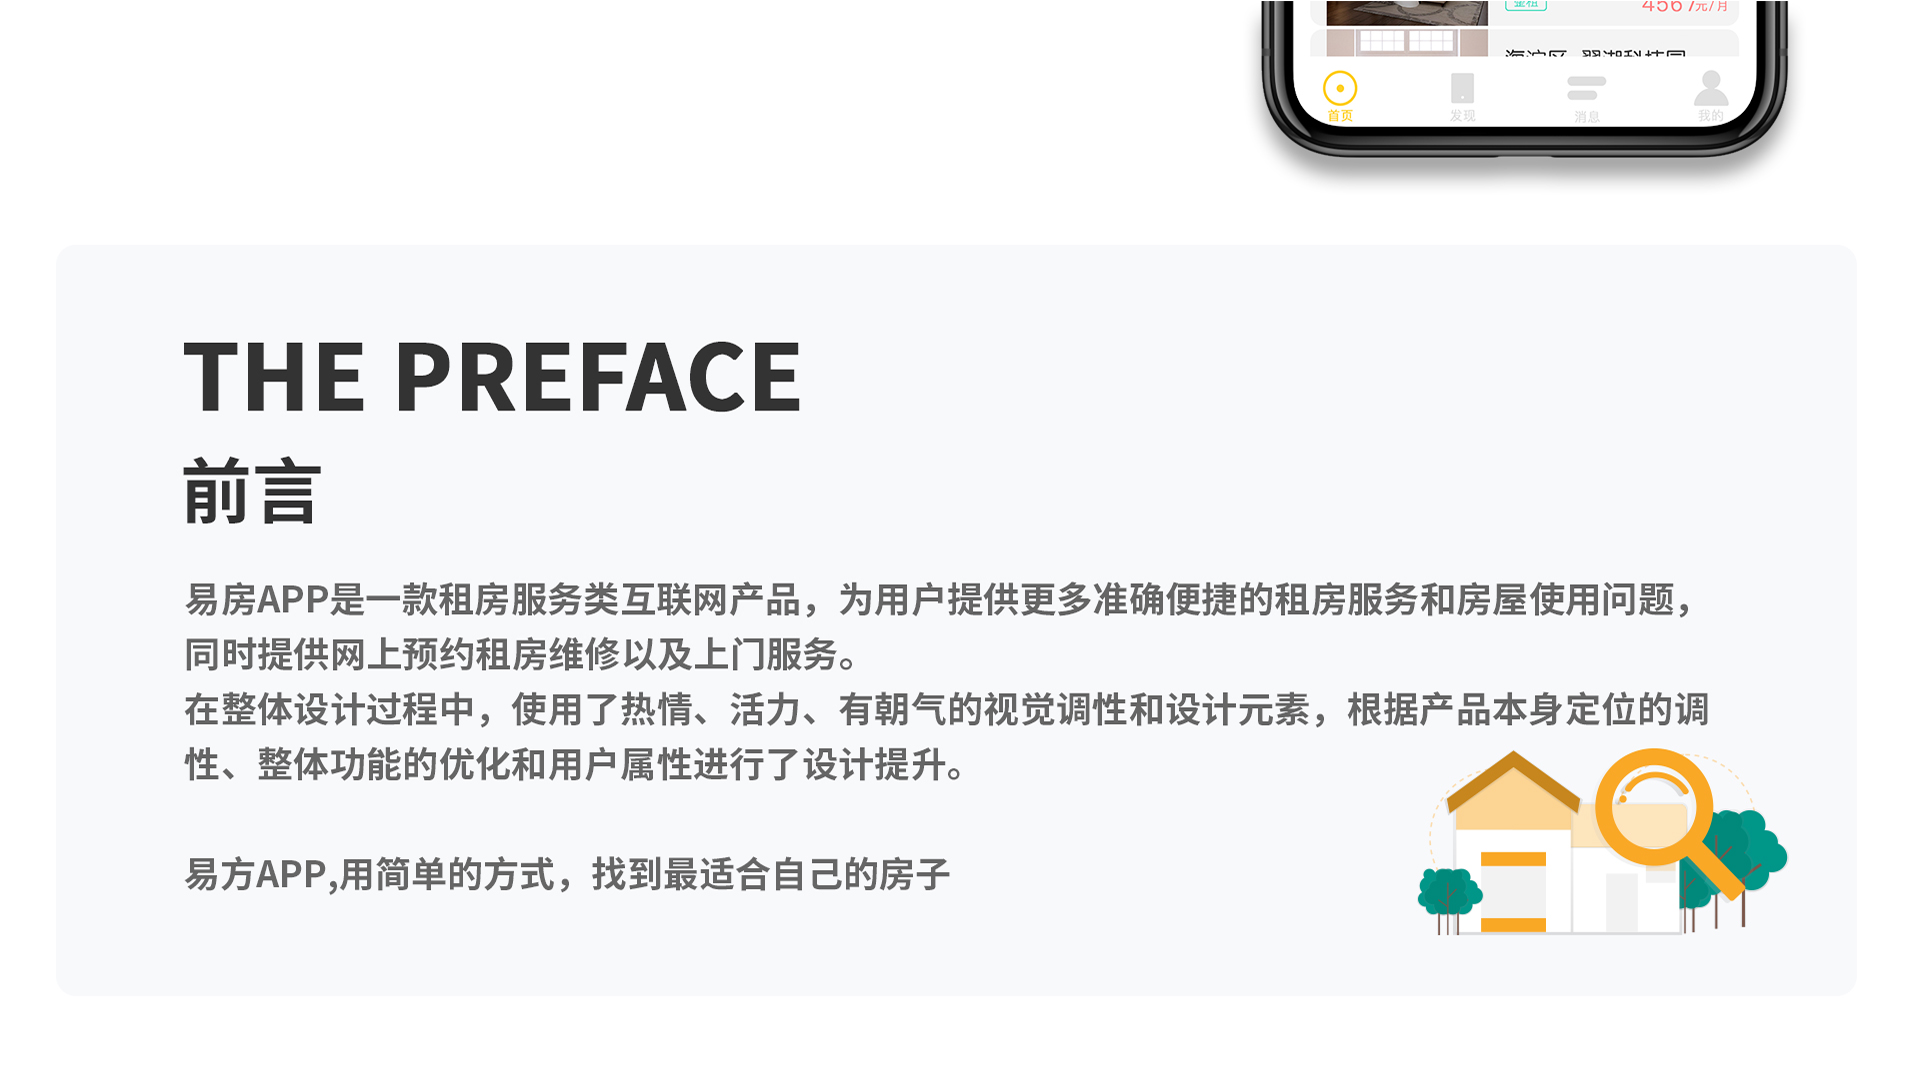 4567元/月
首页
发现
消息
我的
THE PREFACE
前言
易房APP是一款租房服务类互联网产品，为用户提供更多准确便捷的租房服务和房屋使用问题，
同时提供网上预约租房维修以及上门服务。
在整体设计过程中，使用了热情、活力、有朝气的视觉调性和设计元素，根据产品本身定位的调
性、整体功能的优化和用户属性进行了设计提升。
易方APP,用简单的方式，找到最适合自己的房子